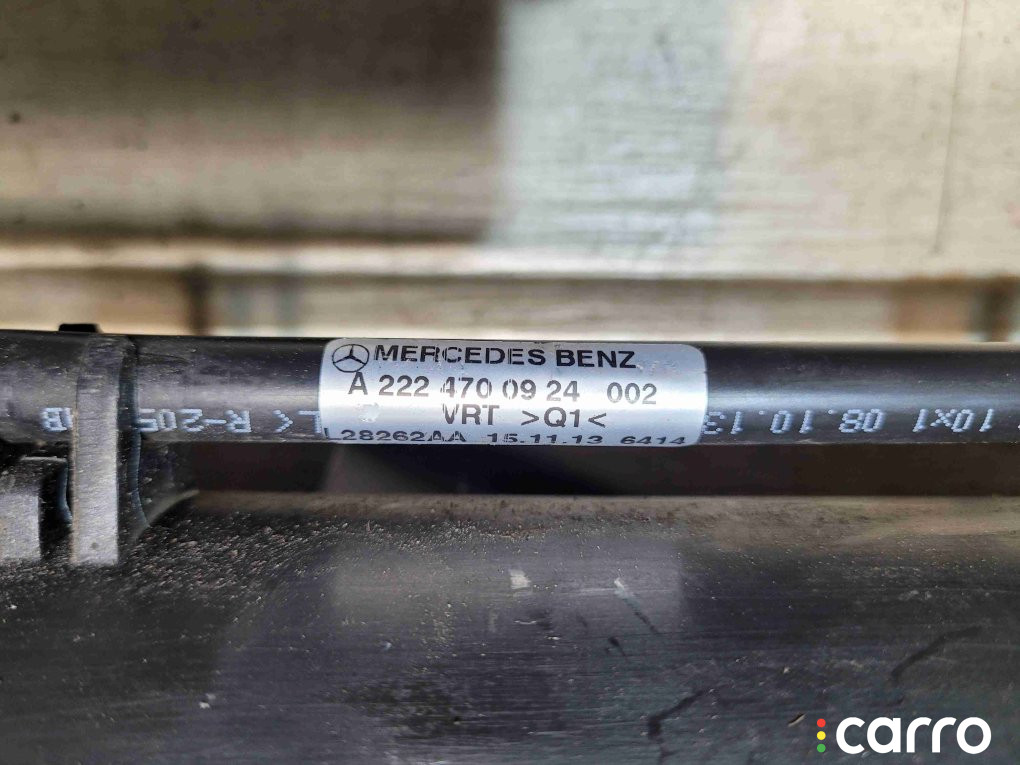 MERCEDES BENZ
A 222 470 09 24 002
VRT >Q1<
L28262AA 15.11.13 6414
10x1 08.10.13
L< R-205
carro